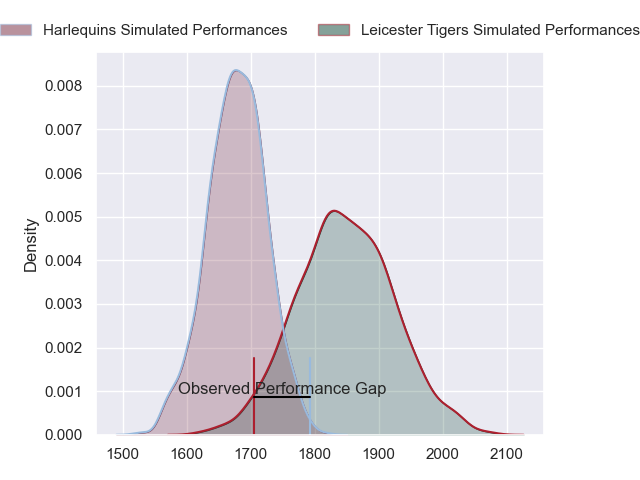 Harlequins Simulated Performances Leicester Tigers Simulated Performances
0.008
0.007
0.006
0.005
0.004
0.003
0.002
0.001
0.000
Density
Observed Performance Gap
1500 1600 1700 1800 1900 2000 2100